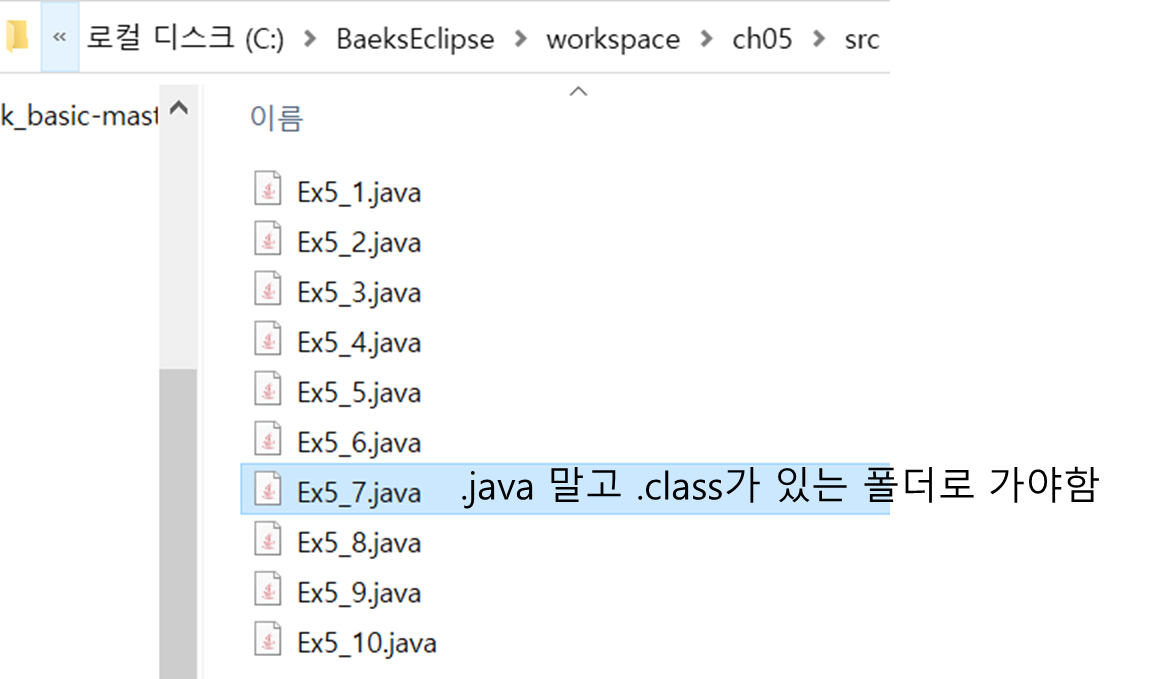 « 로컬 디스크 (C:) > BaeksEclipse > workspace > ch05 > src
k_basic-mast
이름
Ex5_1.java
Ex5_2.java
Ex5_3.java
Ex5_4.java
Ex5_5.java
Ex5_6.java
Ex5_7.java .java 말고 .class가 있는 폴더로 가야함
Ex5_8.java
Ex5_9.java
Ex5_10.java